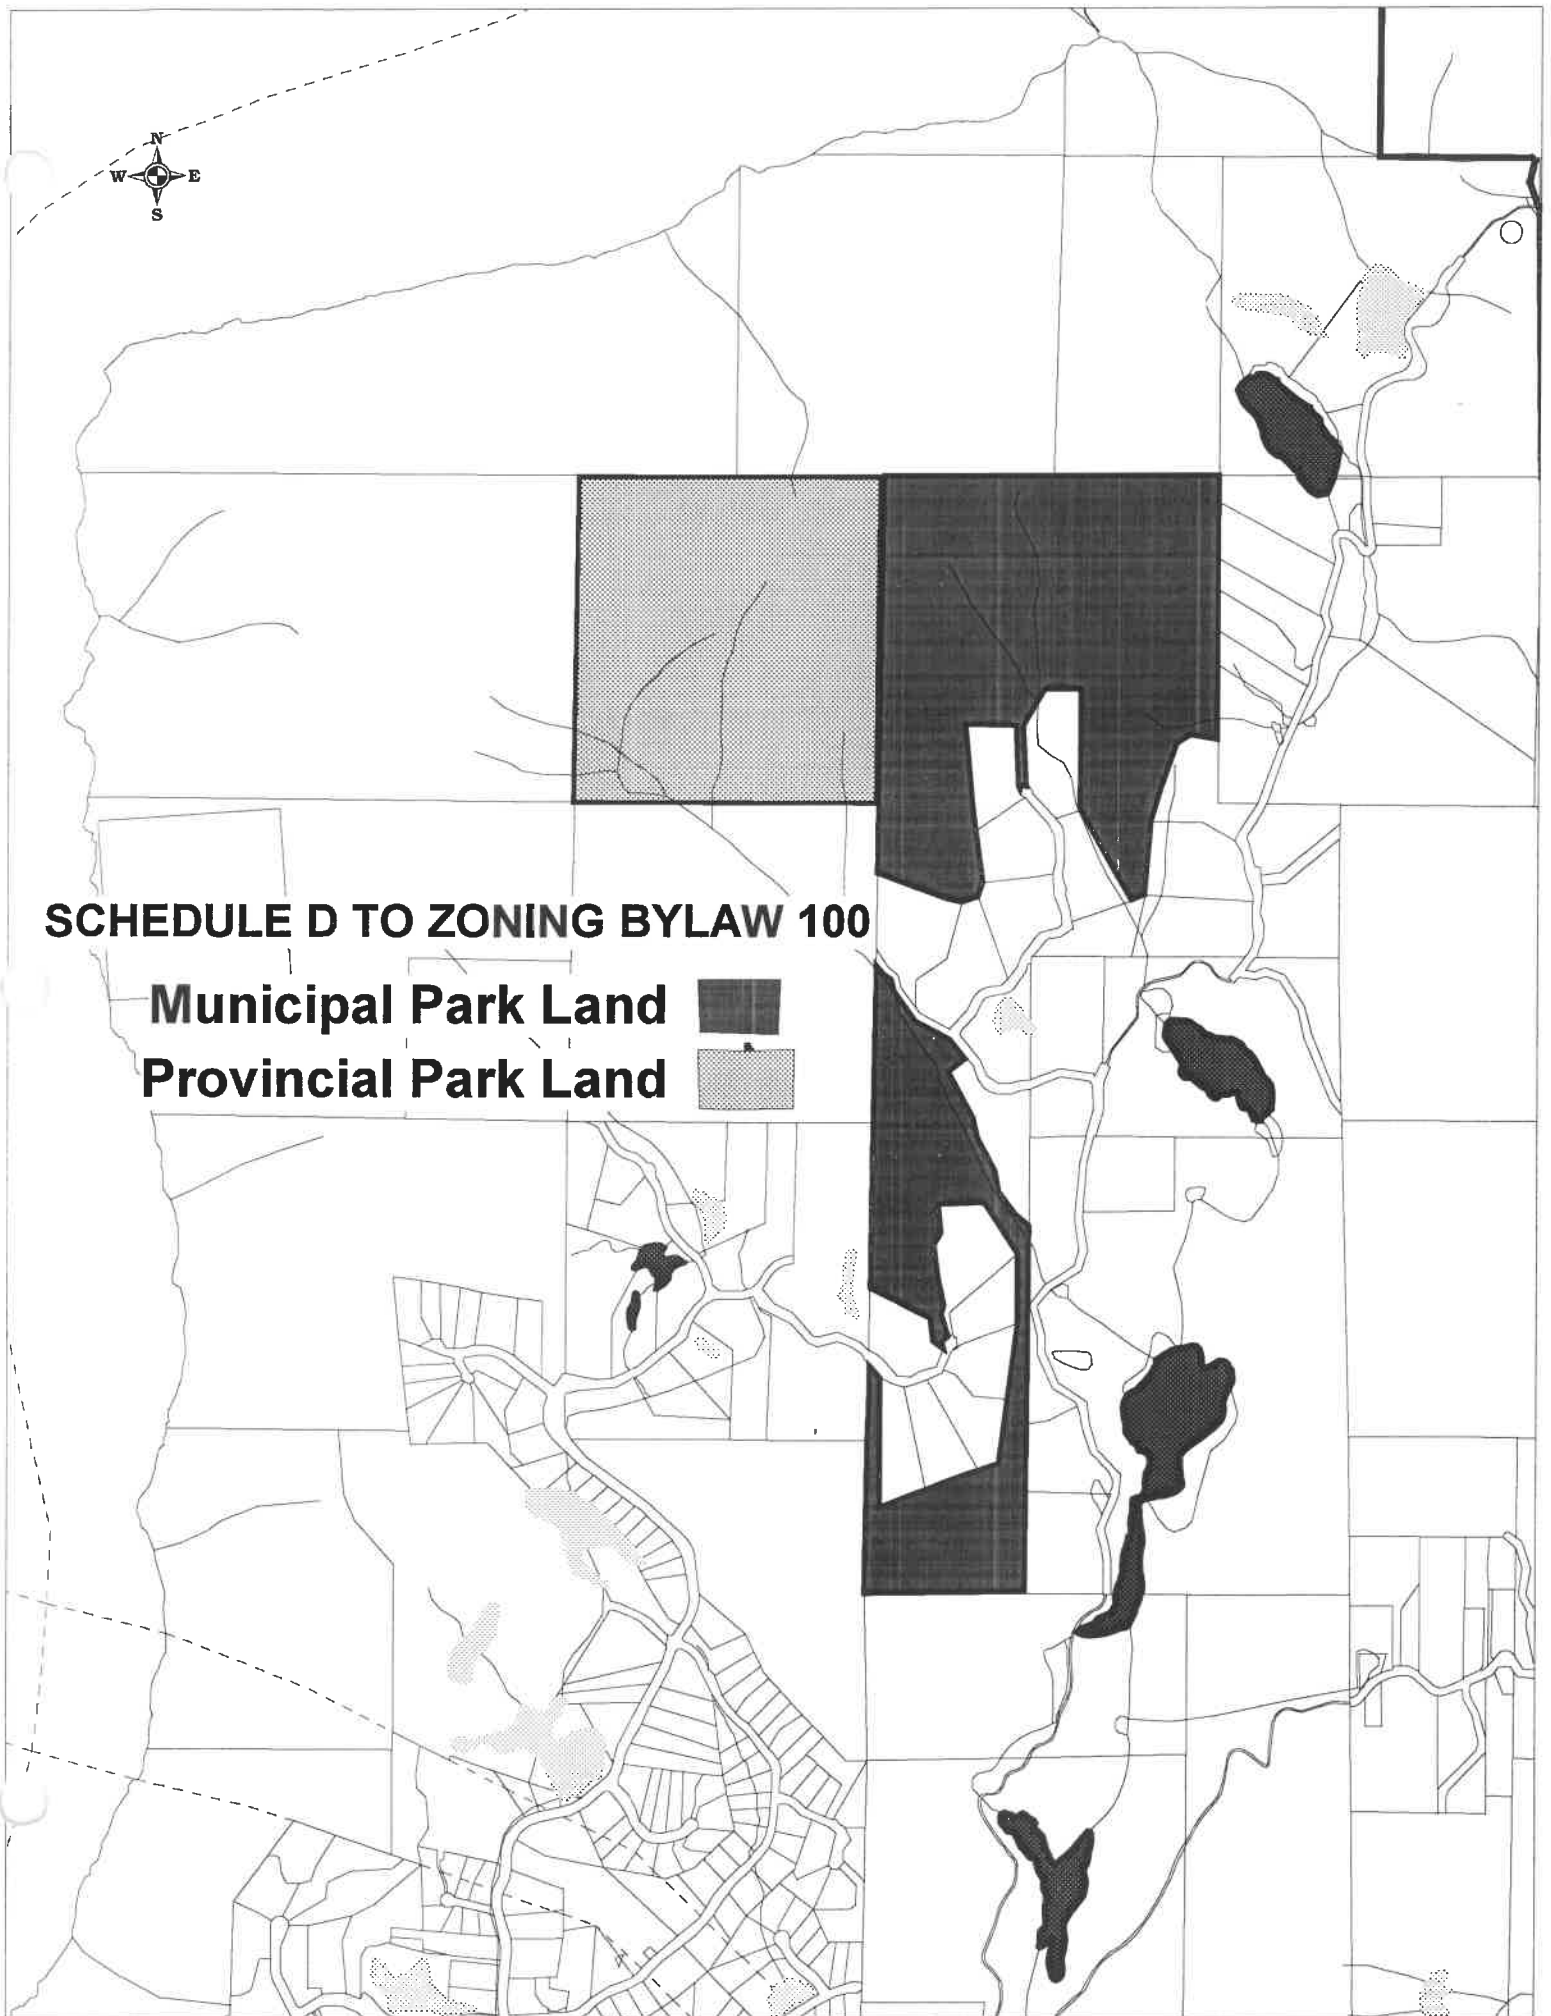 N
W E
S
SCHEDULE D TO ZONING BYLAW 100
Municipal Park Land
Provincial Park Land